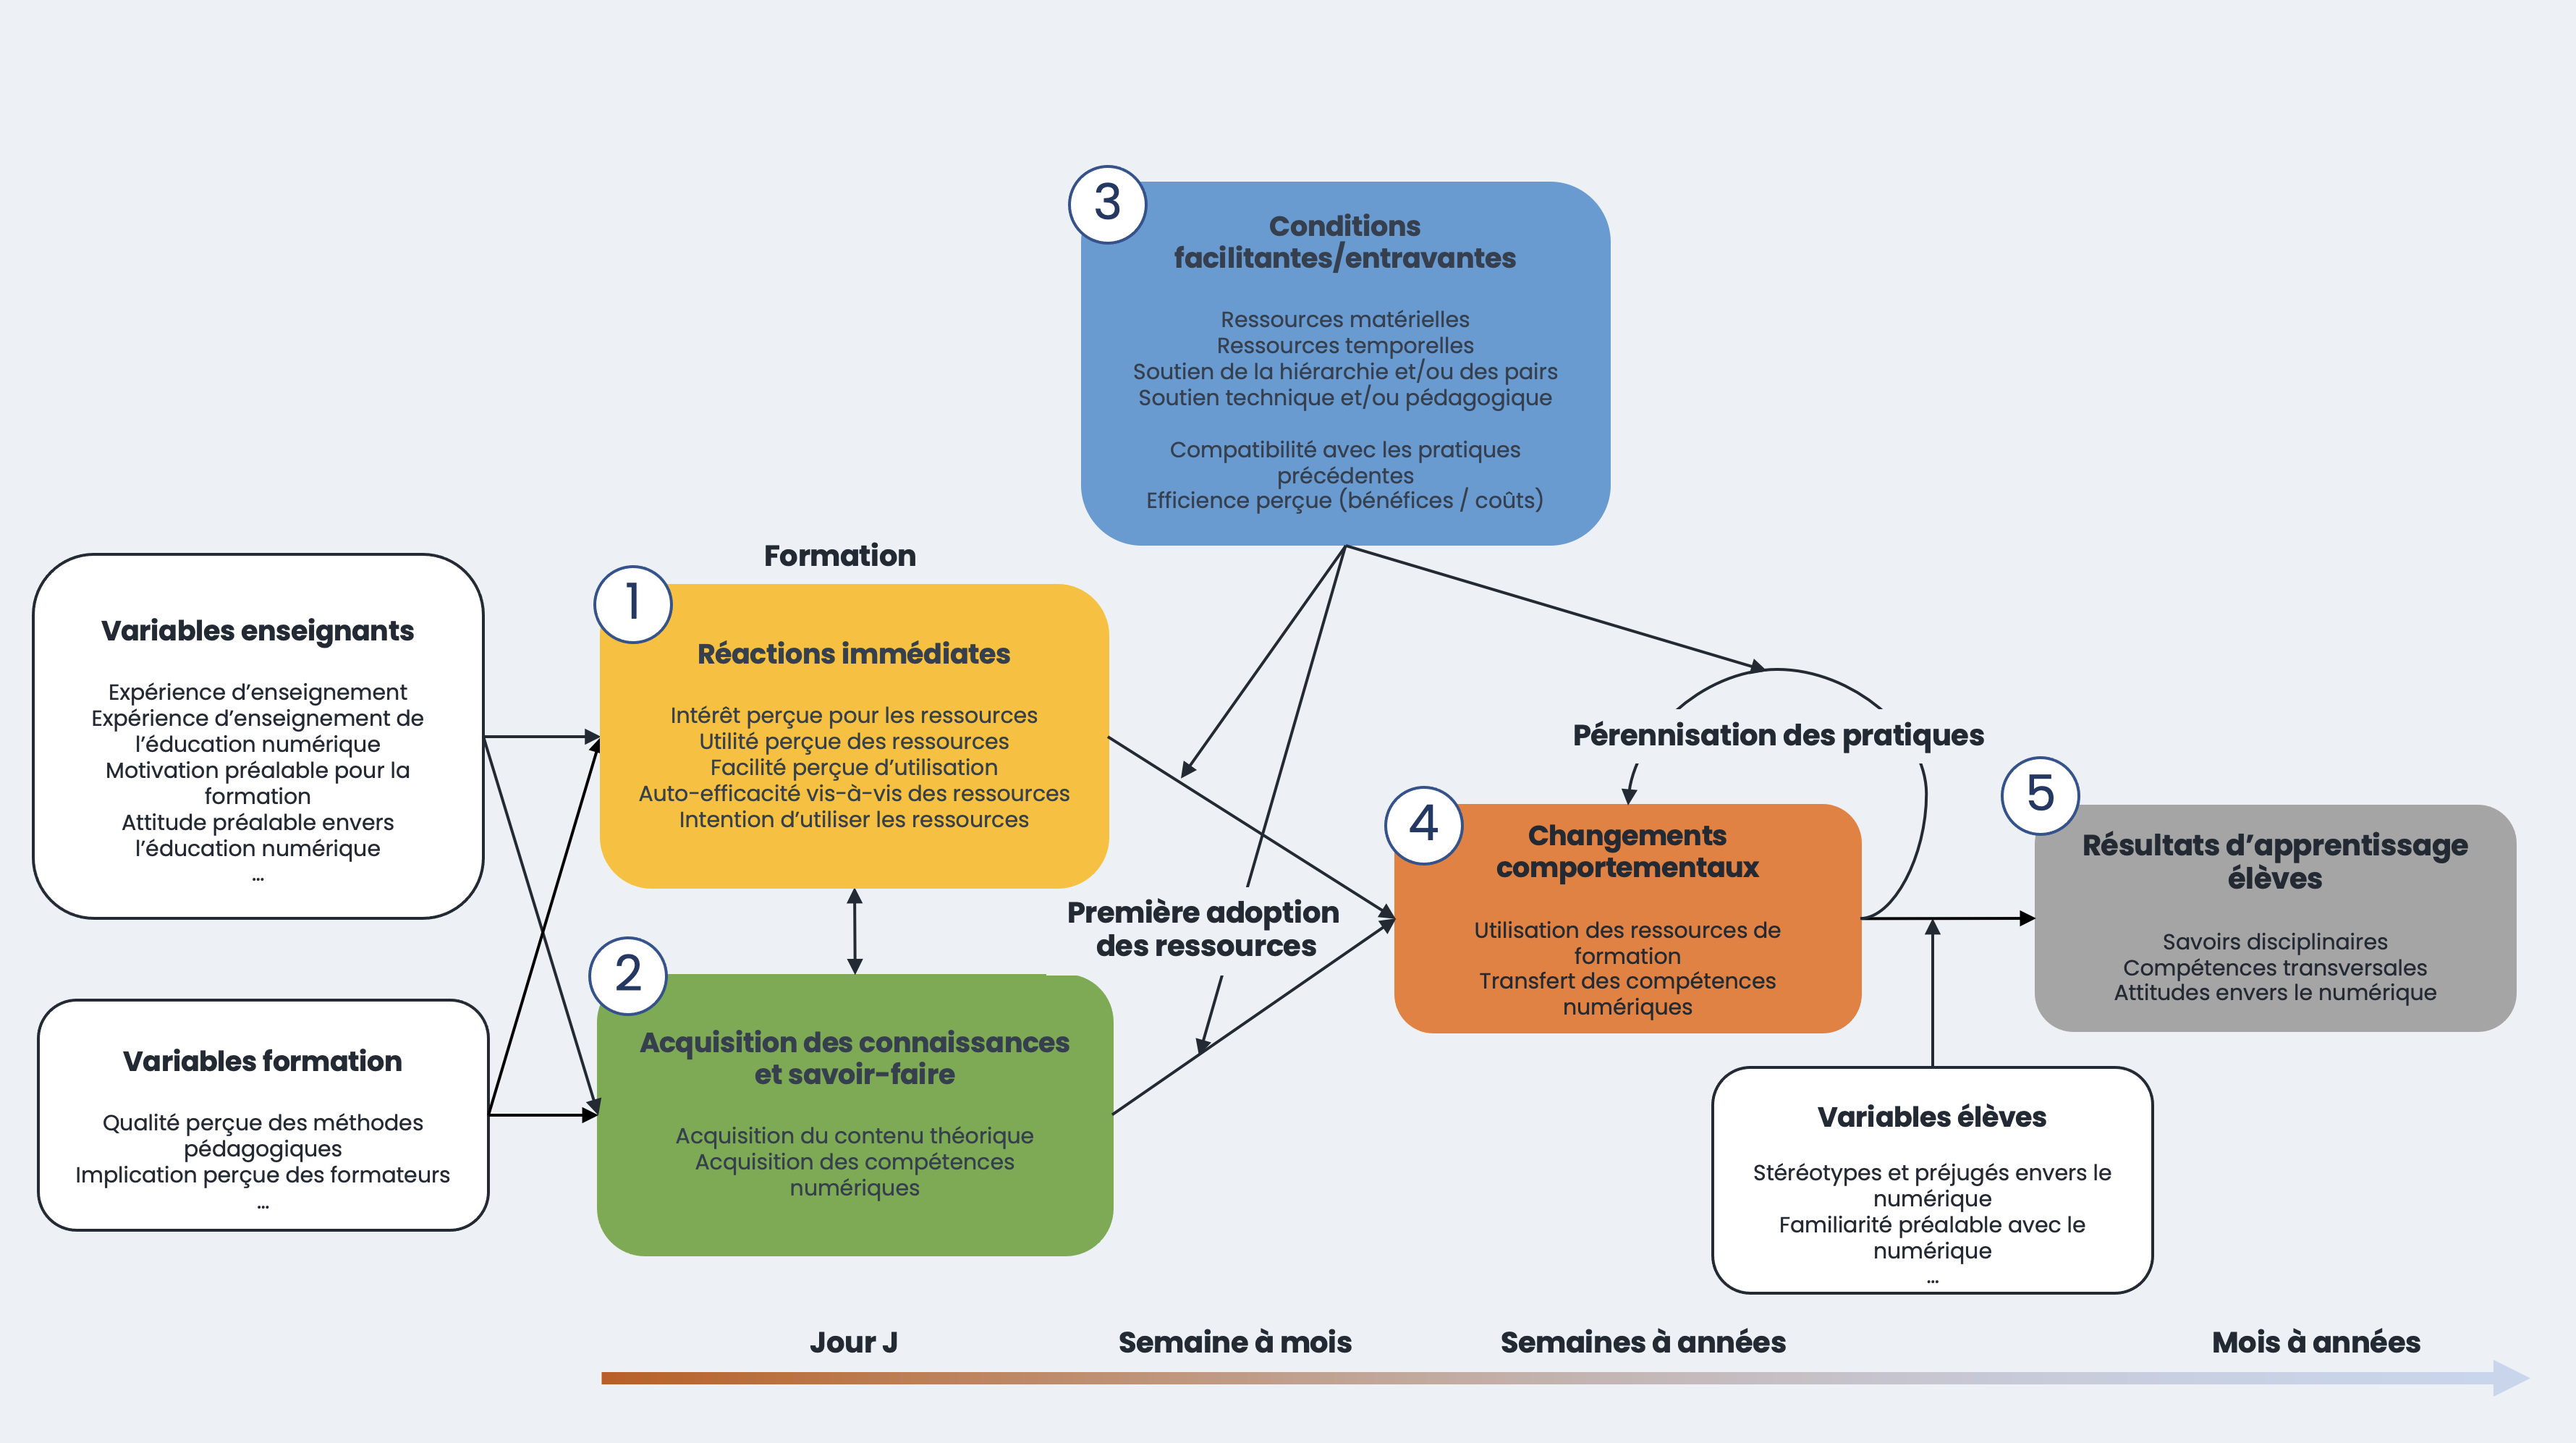 3
Conditions
facilitantes/entravantes
Ressources matérielles
Ressources temporelles
Soutien de la hiérarchie et/ou des pairs
Soutien technique et/ou pédagogique
Compatibilité avec les pratiques
précédentes
Efficience perçue (bénéfices / coûts)
Variables enseignants
Expérience d’enseignement
Expérience d’enseignement de
l’éducation numérique
Motivation préalable pour la
formation
Attitude préalable envers
l’éducation numérique
...
Variables formation
Qualité perçue des méthodes
pédagogiques
Implication perçue des formateurs
...
Formation
1
Réactions immédiates
Intérêt perçue pour les ressources
Utilité perçue des ressources
Facilité perçue d’utilisation
Auto-efficacité vis-à-vis des ressources
Intention d’utiliser les ressources
2
Acquisition des connaissances
et savoir-faire
Acquisition du contenu théorique
Acquisition des compétences
numériques
Première adoption
des ressources
Pérennisation des pratiques
4
Changements
comportementaux
Utilisation des ressources de
formation
Transfert des compétences
numériques
5
Résultats d’apprentissage
élèves
Savoirs disciplinaires
Compétences transversales
Attitudes envers le numérique
Variables élèves
Stéréotypes et préjugés envers le
numérique
Familiarité préalable avec le
numérique
...
Jour J
Semaine à mois
Semaines à années
Mois à années